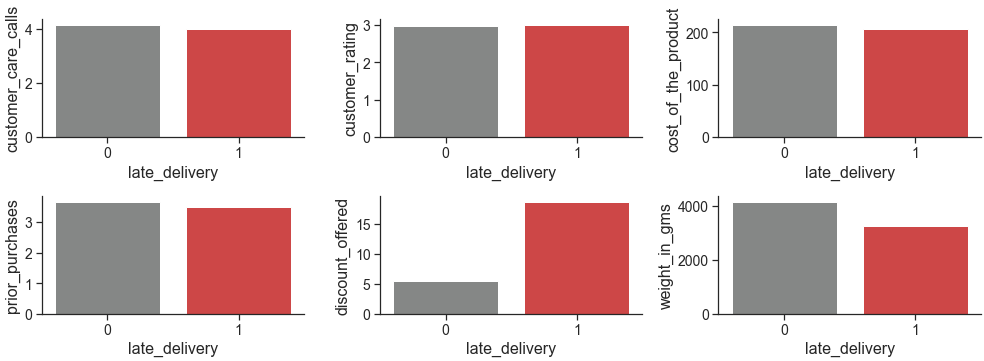 customer_care_calls
4
2
0
0 1
late_delivery
customer_rating
3
2
1
0
0 1
late_delivery
cost_of_the_product
200
100
0
0 1
late_delivery
prior_purchases
3
2
1
0
0 1
late_delivery
discount_offered
15
10
5
0
0 1
late_delivery
weight_in_gms
4000
2000
0
0 1
late_delivery